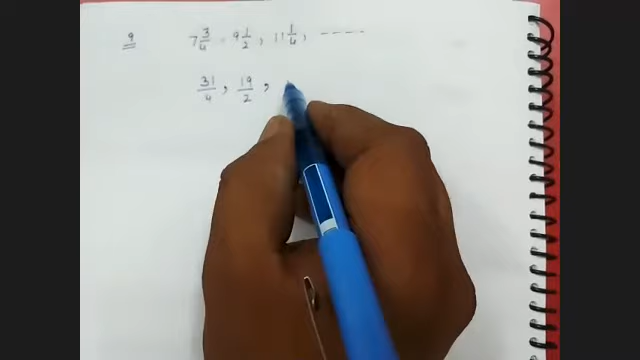 9 7 3/4, 9 1/2, 11 1/4, -----
31/4, 19/2,